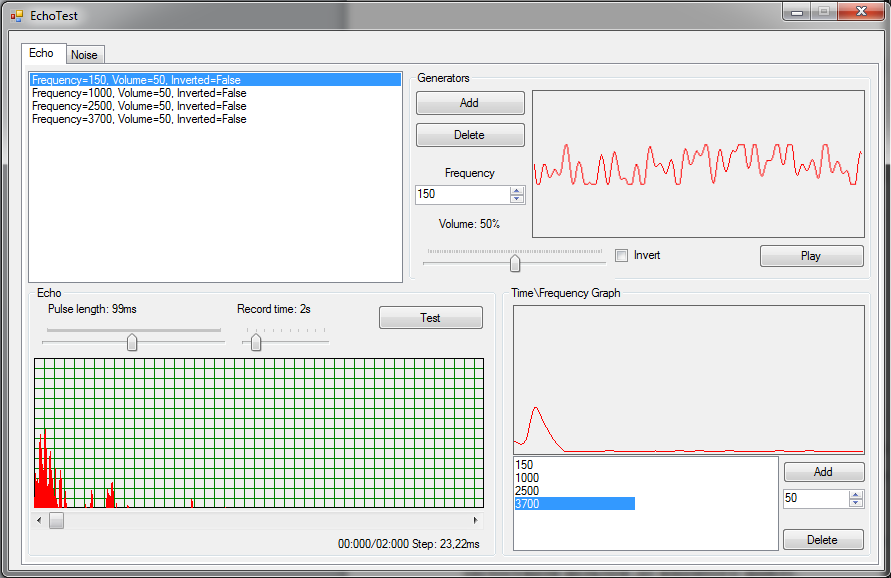 EchoTest
Echo
Noise
Frequency=150, Volume=50, Inverted=False
Frequency=1000, Volume=50, Inverted=False
Frequency=2500, Volume=50, Inverted=False
Frequency=3700, Volume=50, Inverted=False
Generators
Add
Delete
Frequency
150
Volume: 50%
Invert
Play
Echo
Pulse length: 99ms
Record time: 2s
Test
00:000/02:000 Step: 23,22ms
Time\Frequency Graph
150
1000
2500
3700
Add
50
Delete